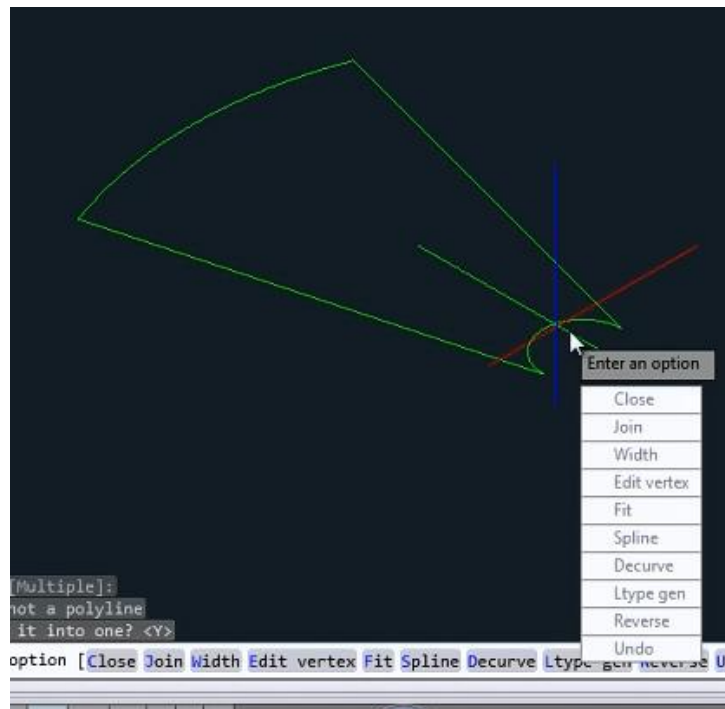 Enter an option
Close
Join
Width
Edit vertex
Fit
Spline
Decurve
Ltype gen
Reverse
Undo
[Multiple]:
not a polyline
it into one? <Y>
option [Close Join Width Edit vertex Fit Spline Decurve Ltype gen Reverse U